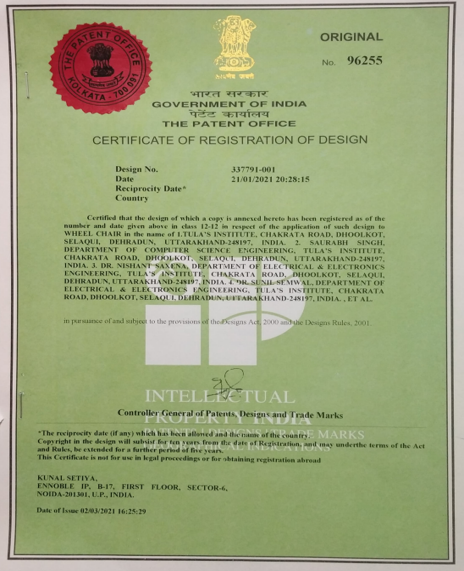 ORIGINAL
No. 96255
THE PATENT OFFICE
KOLKATA - 700 091
सत्यमेव जयते
भारत सरकार
GOVERNMENT OF INDIA
पेटेंट कार्यालय
THE PATENT OFFICE
CERTIFICATE OF REGISTRATION OF DESIGN
Design No. 337791-001
Date 21/01/2021 20:28:15
Reciprocity Date*
Country
Certified that the design of which a copy is annexed hereto has been registered as of the
number and date given above in class 12-12 in respect of the application of such design to
WHEEL CHAIR in the name of 1.TULA'S INSTITUTE, CHAKRATA ROAD, DHOOLKOT,
SELAQUI, DEHRADUN, UTTARAKHAND-248197, INDIA. 2. SAURABH SINGH,
DEPARTMENT OF COMPUTER SCIENCE ENGINEERING, TULA'S INSTITUTE,
CHAKRATA ROAD, DHOOLKOT, SELAQUI, DEHRADUN, UTTARAKHAND-248197,
INDIA. 3. DR. NISHANT SAXENA, DEPARTMENT OF ELECTRICAL & ELECTRONICS
ENGINEERING, TULA'S INSTITUTE, CHAKRATA ROAD, DHOOLKOT, SELAQUI,
DEHRADUN, UTTARAKHAND-248197, INDIA. 4. DR. SUNIL SEMWAL, DEPARTMENT OF
ELECTRICAL & ELECTRONICS ENGINEERING, TULA'S INSTITUTE, CHAKRATA
ROAD, DHOOLKOT, SELAQUI, DEHRADUN, UTTARAKHAND-248197, INDIA. , ET AL.
in pursuance of and subject to the provisions of the Designs Act, 2000 and the Designs Rules, 2001.
INTELLECTUAL
Controller General of Patents, Designs and Trade Marks
PROPERTY INDIA
*The reciprocity date (if any) which has been allowed and the name of the country.
TRADE MARKS
Copyright in the design will subsist for ten years from the date of Registration, and may under the terms of the Act
and Rules, be extended for a further period of five years.
INDICATIONS
This Certificate is not for use in legal proceedings or for obtaining registration abroad
KUNAL SETIYA,
ENNOBLE IP, B-17, FIRST FLOOR, SECTOR-6,
NOIDA-201301, U.P., INDIA.
Date of Issue 02/03/2021 16:25:29